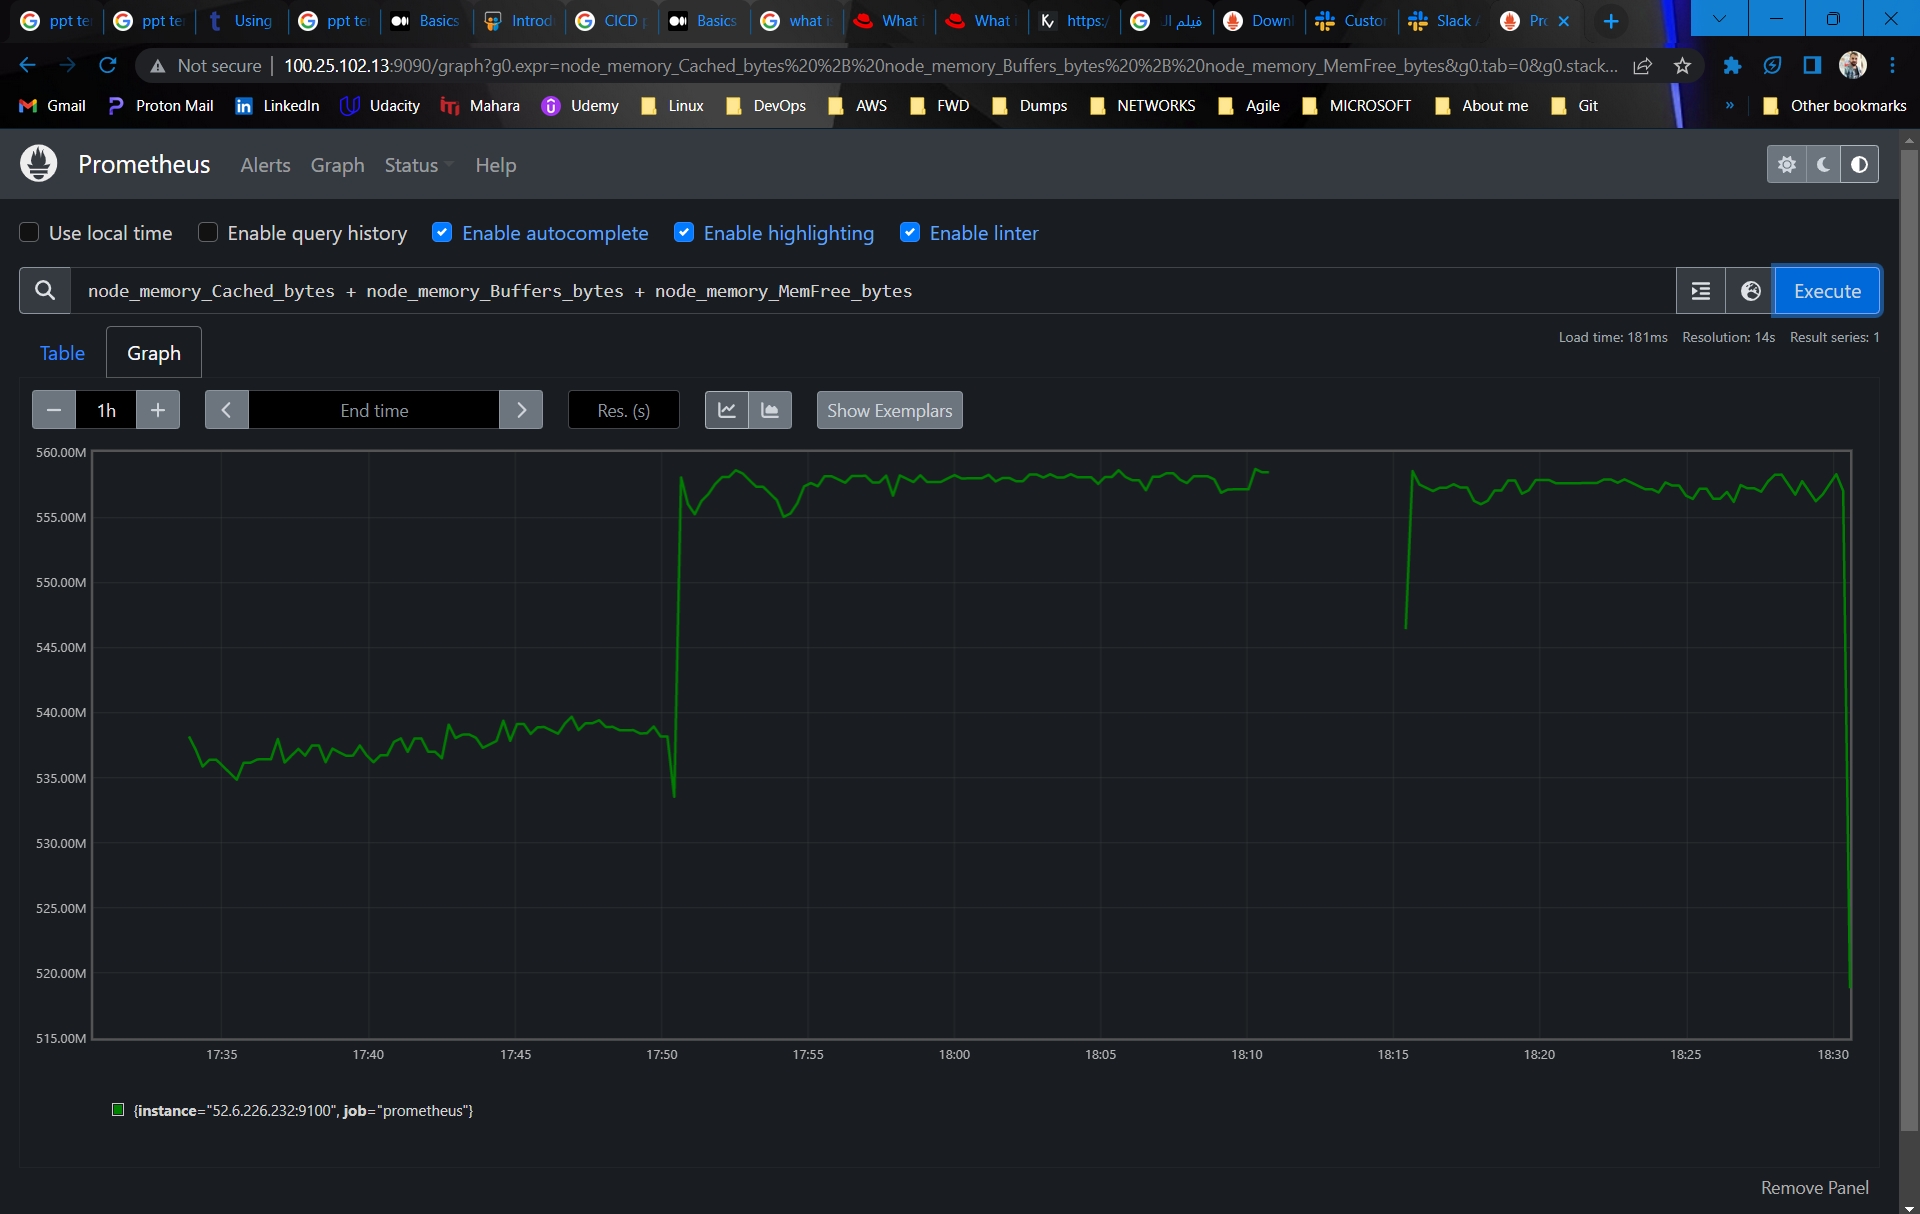 ppt te ppt te Using ppt te Basics Introd CICD Basics what is What What i https:/ فيلم ال Downl Custor Slack Pro
Not secure 100.25.102.13:9090/graph?g0.expr=node_memory_Cached_bytes%20%2B%20node_memory_Buffers_bytes%20%2B%20node_memory_MemFree_bytes&g0.tab=0&g0.stack...
Gmail Proton Mail LinkedIn Udacity Mahara Udemy Linux DevOps AWS FWD Dumps NETWORKS Agile MICROSOFT About me Git » Other bookmarks
Prometheus Alerts Graph Status Help
Use local time Enable query history Enable autocomplete Enable highlighting Enable linter
node_memory_Cached_bytes + node_memory_Buffers_bytes + node_memory_MemFree_bytes Execute
Load time: 181ms Resolution: 14s Result series: 1
Table Graph
1h End time Res. (s) Show Exemplars
560.00M
555.00M
550.00M
545.00M
540.00M
535.00M
530.00M
525.00M
520.00M
515.00M
17:35 17:40 17:45 17:50 17:55 18:00 18:05 18:10 18:15 18:20 18:25 18:30
{instance="52.6.226.232:9100", job="prometheus"}
Remove Panel